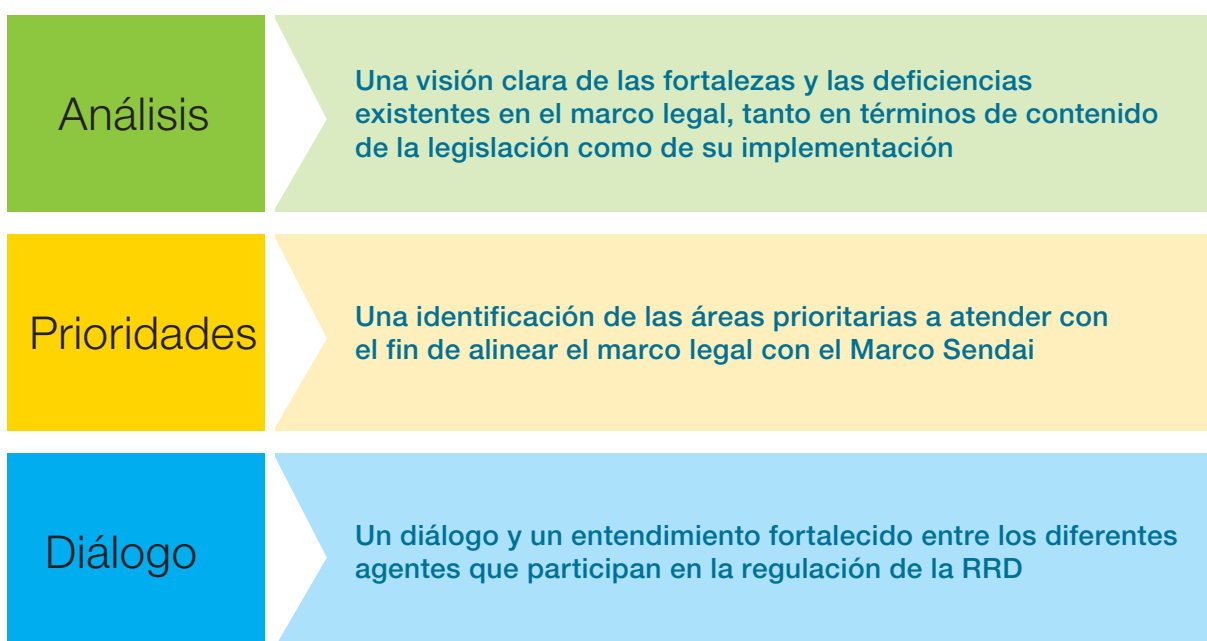 Análisis
Una visión clara de las fortalezas y las deficiencias
existentes en el marco legal, tanto en términos de contenido
de la legislación como de su implementación
Prioridades
Una identificación de las áreas prioritarias a atender con
el fin de alinear el marco legal con el Marco Sendai
Diálogo
Un diálogo y un entendimiento fortalecido entre los diferentes
agentes que participan en la regulación de la RRD